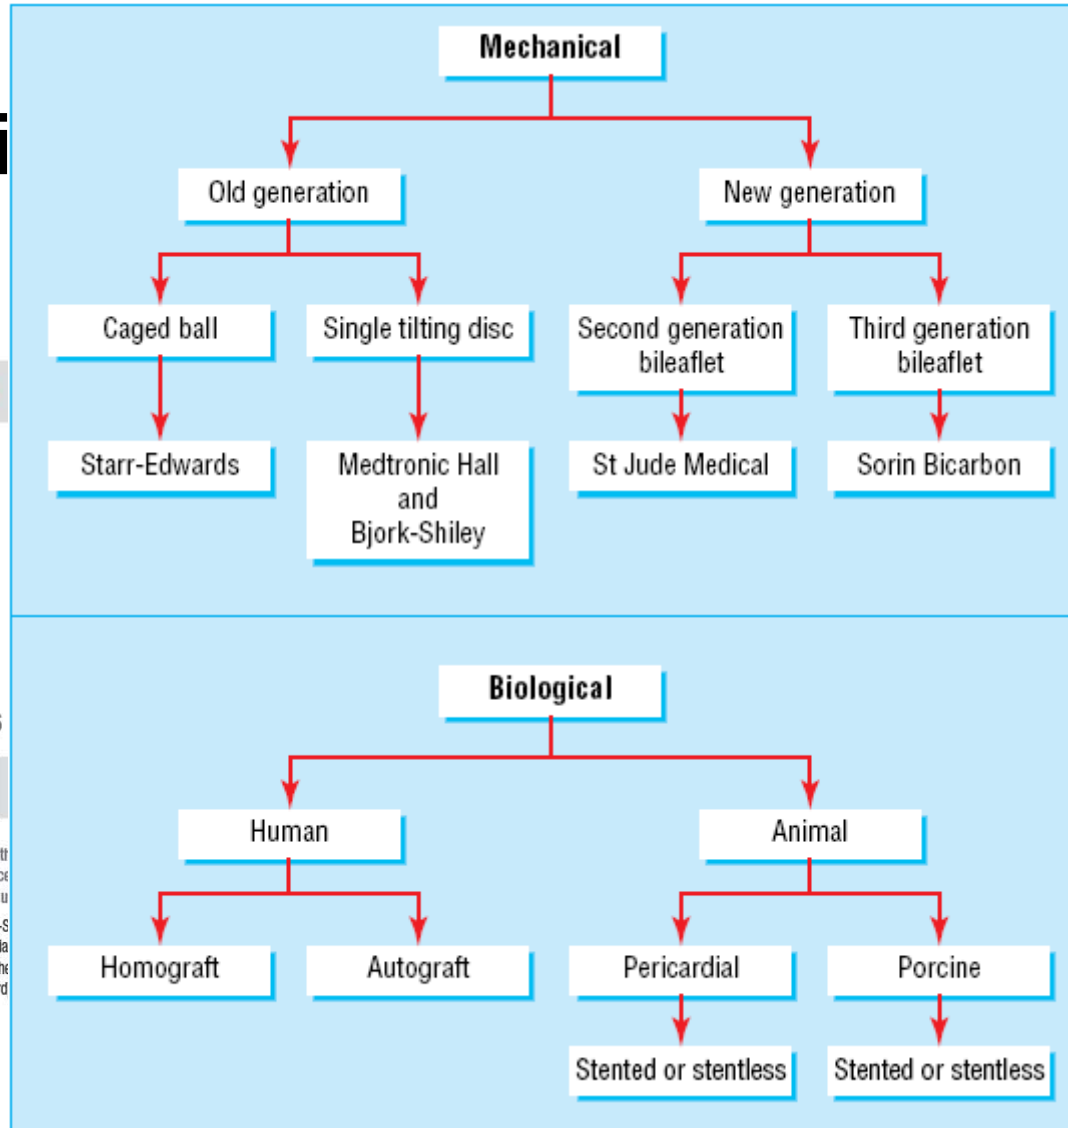 Mechanical
Old generation
New generation
Caged ball
Single tilting disc
Second generation
bileaflet
Third generation
bileaflet
Starr-Edwards
Medtronic Hall
and
Bjork-Shiley
St Jude Medical
Sorin Bicarbon
Biological
Human
Animal
Homograft
Autograft
Pericardial
Porcine
Stented or stentless
Stented or stentless